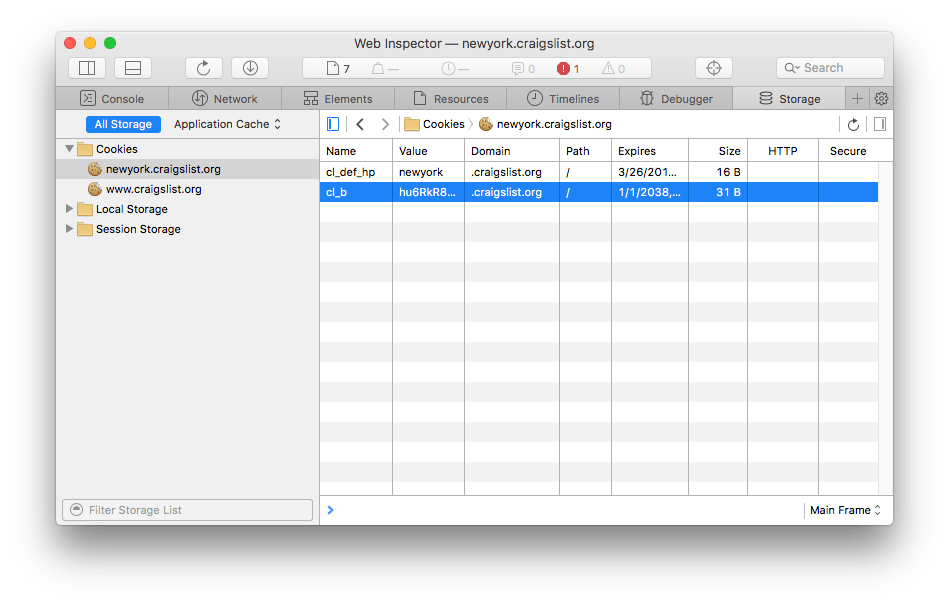 Web Inspector — newyork.craigslist.org
7 — — 0 1 0 Search
Console Network Elements Resources Timelines Debugger Storage
All Storage Application Cache Cookies newyork.craigslist.org
Cookies
newyork.craigslist.org
www.craigslist.org
Local Storage
Session Storage
Name Value Domain Path Expires Size HTTP Secure
cl_def_hp newyork .craigslist.org / 3/26/201... 16 B
cl_b hu6RkR8... .craigslist.org / 1/1/2038,... 31 B
Filter Storage List
Main Frame